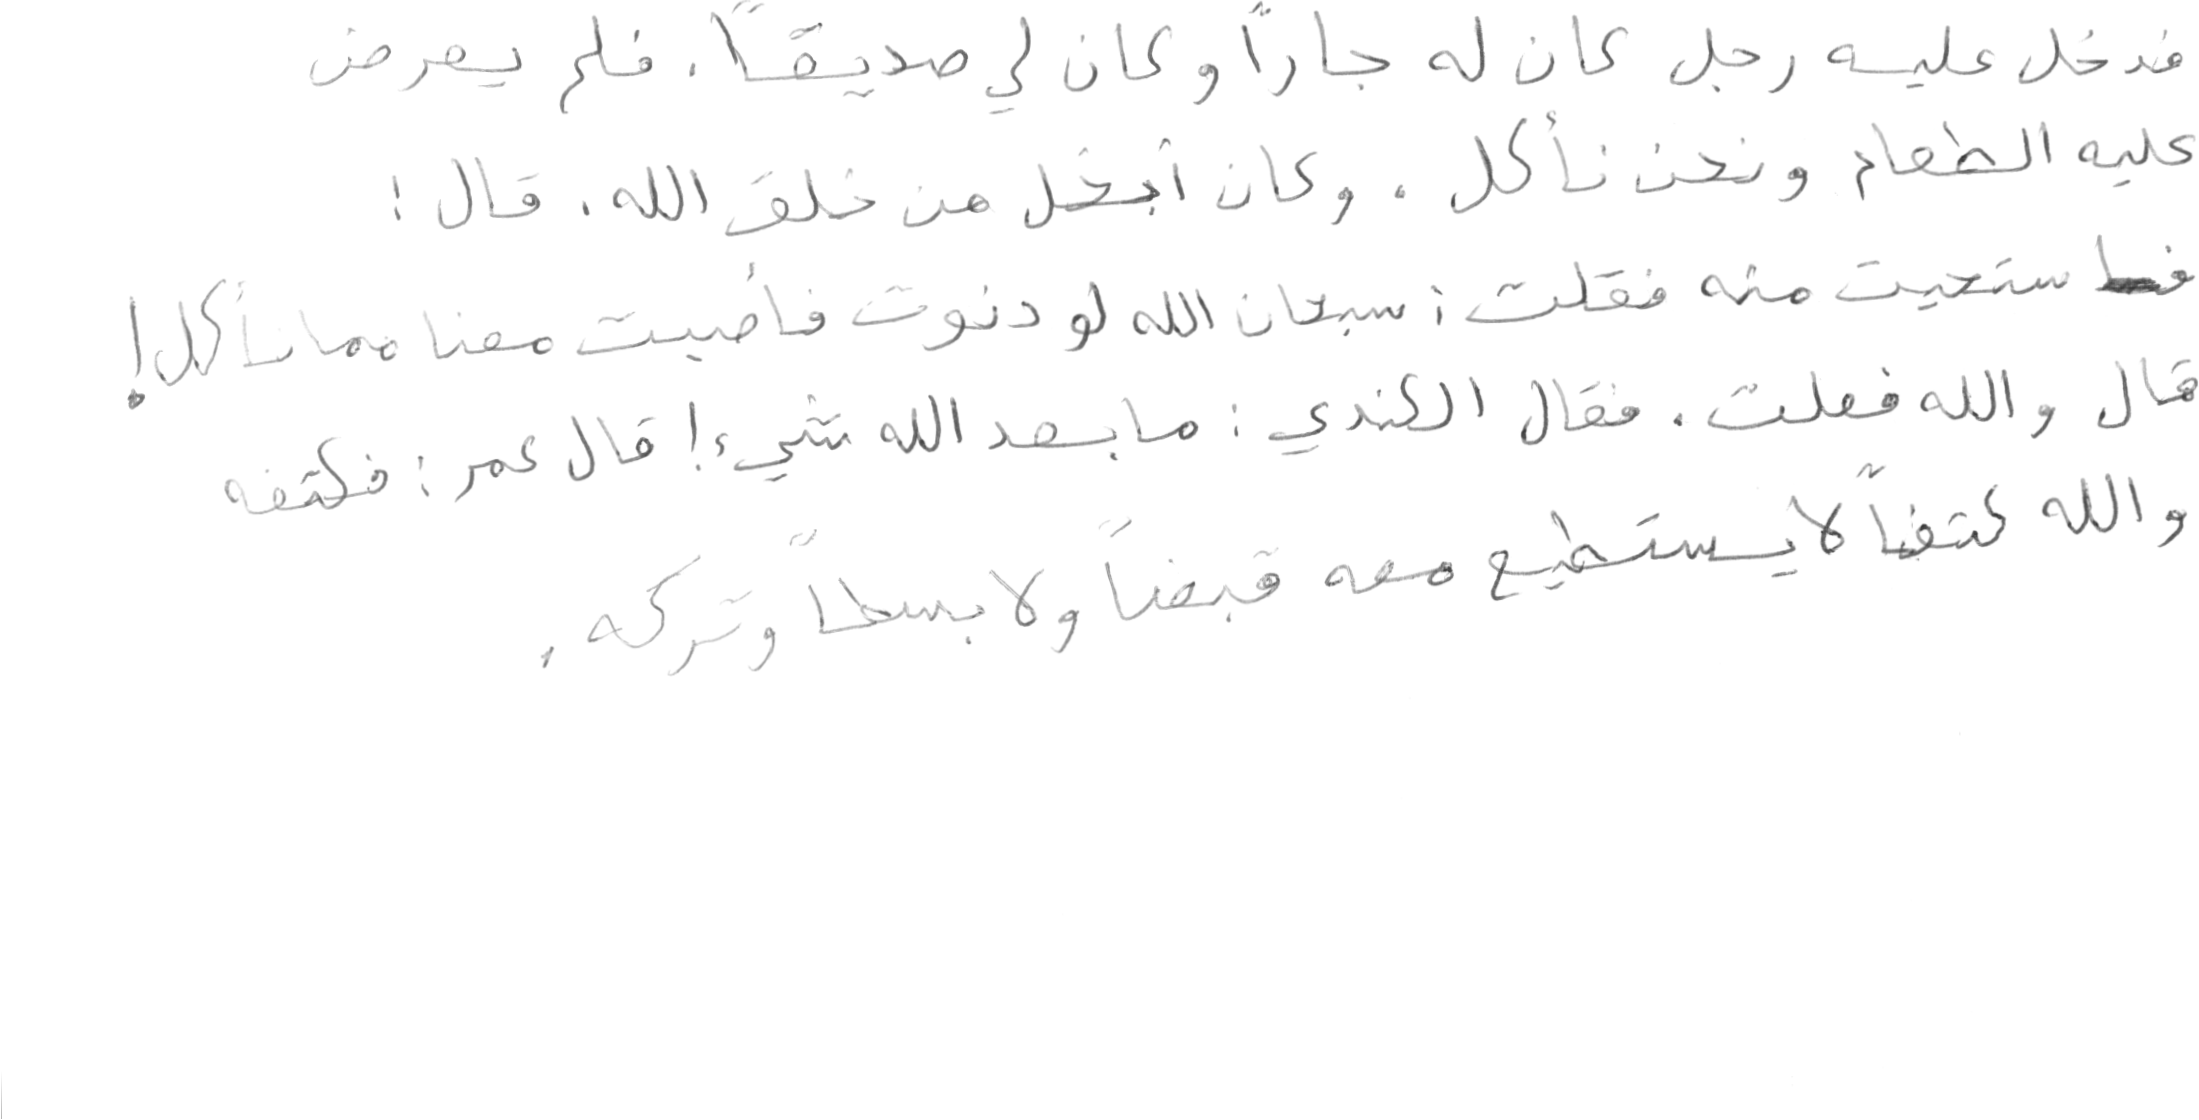 فدخل عليه رجل كان له جاراً وكان لي صديقاً. فلم يعرض
عليه الطعام ونحن نأكل. وكان أبخل من خلق الله. قال:
فاستحيت منه فقلت: سبحان الله لو دنوت فأصبت معنا مما نأكل!
قال والله فعلت. فقال الكندي: ما بعد الله شيء! قال عمر: فكتفه
والله كتفاً لا يستطيع معه قبضاً ولا بسطاً وتركه.